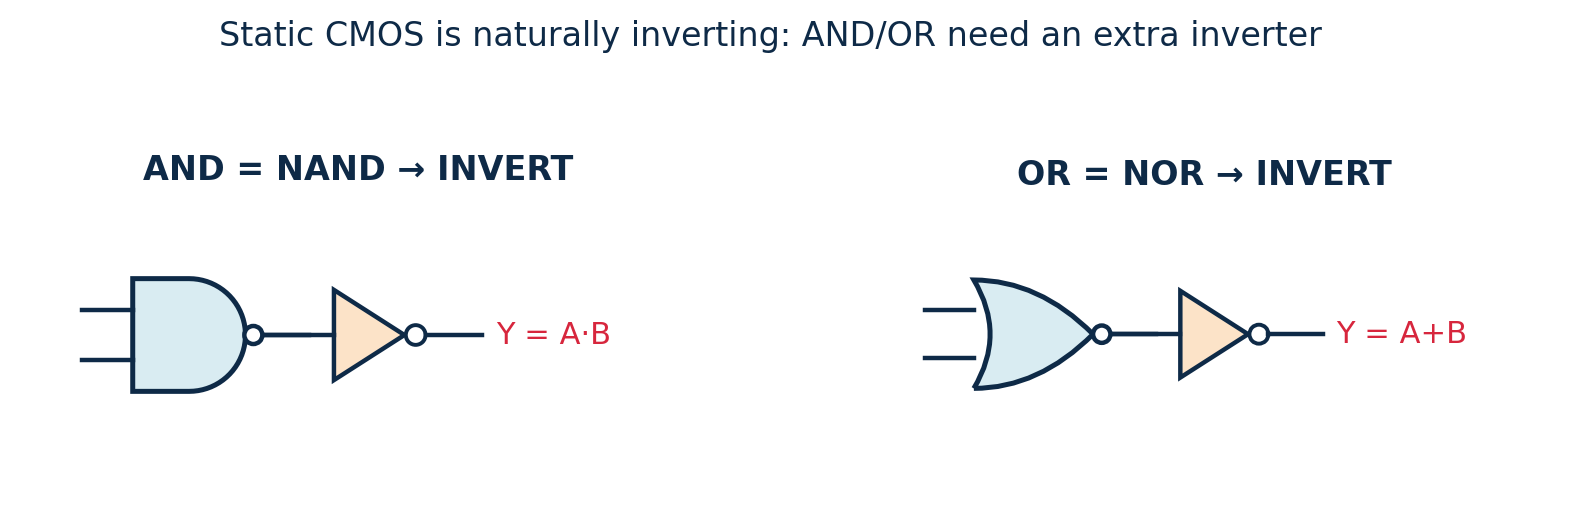 Static CMOS is naturally inverting: AND/OR need an extra inverter
AND = NAND → INVERT
OR = NOR → INVERT
Y = A·B
Y = A+B